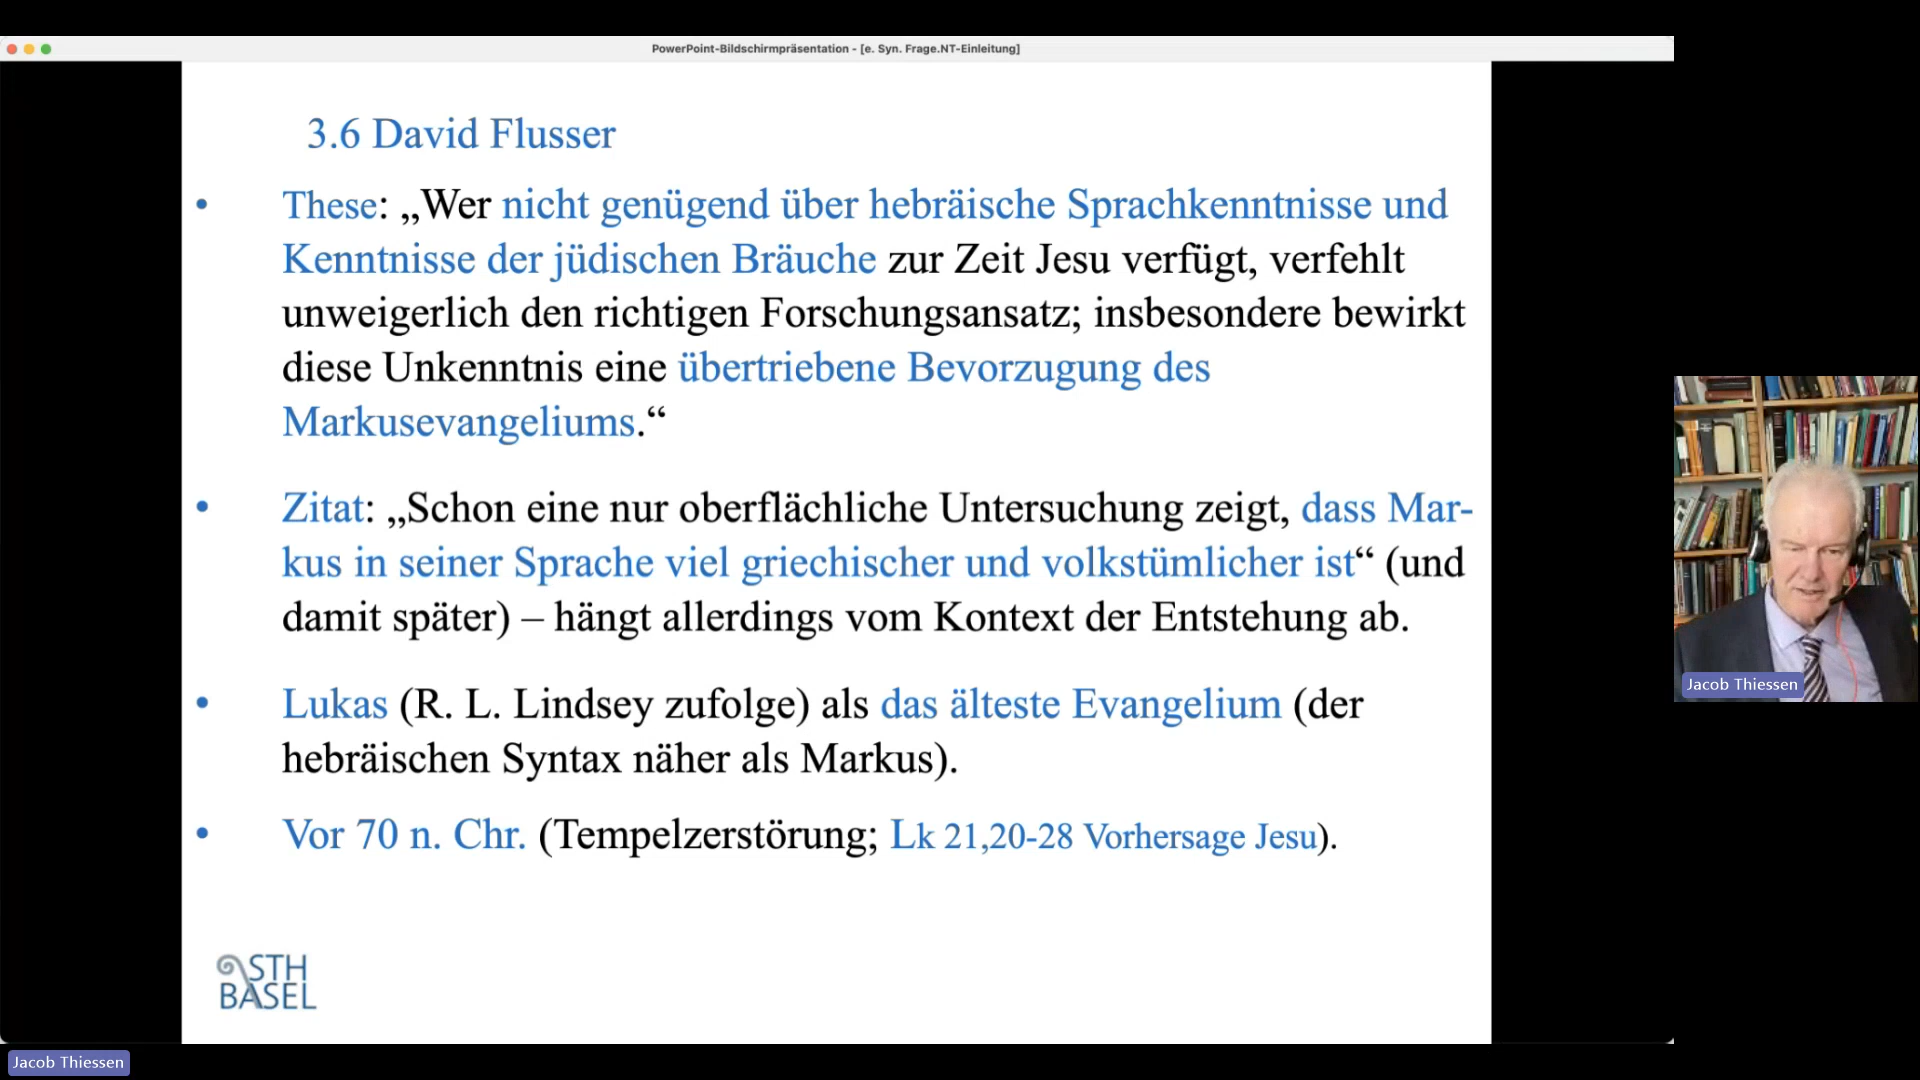 PowerPoint-Bildschirmpräsentation - [e. Syn. Frage.NT-Einleitung]
3.6 David Flusser
• These: „Wer nicht genügend über hebräische Sprachkenntnisse und
Kenntnisse der jüdischen Bräuche zur Zeit Jesu verfügt, verfehlt
unweigerlich den richtigen Forschungsansatz; insbesondere bewirkt
diese Unkenntnis eine übertriebene Bevorzugung des
Markusevangeliums.“
• Zitat: „Schon eine nur oberflächliche Untersuchung zeigt, dass Mar-
kus in seiner Sprache viel griechischer und volkstümlicher ist“ (und
damit später) – hängt allerdings vom Kontext der Entstehung ab.
• Lukas (R. L. Lindsey zufolge) als das älteste Evangelium (der
hebräischen Syntax näher als Markus).
• Vor 70 n. Chr. (Tempelzerstörung; Lk 21,20-28 Vorhersage Jesu).
STH
BASEL
Jacob Thiessen
Jacob Thiessen